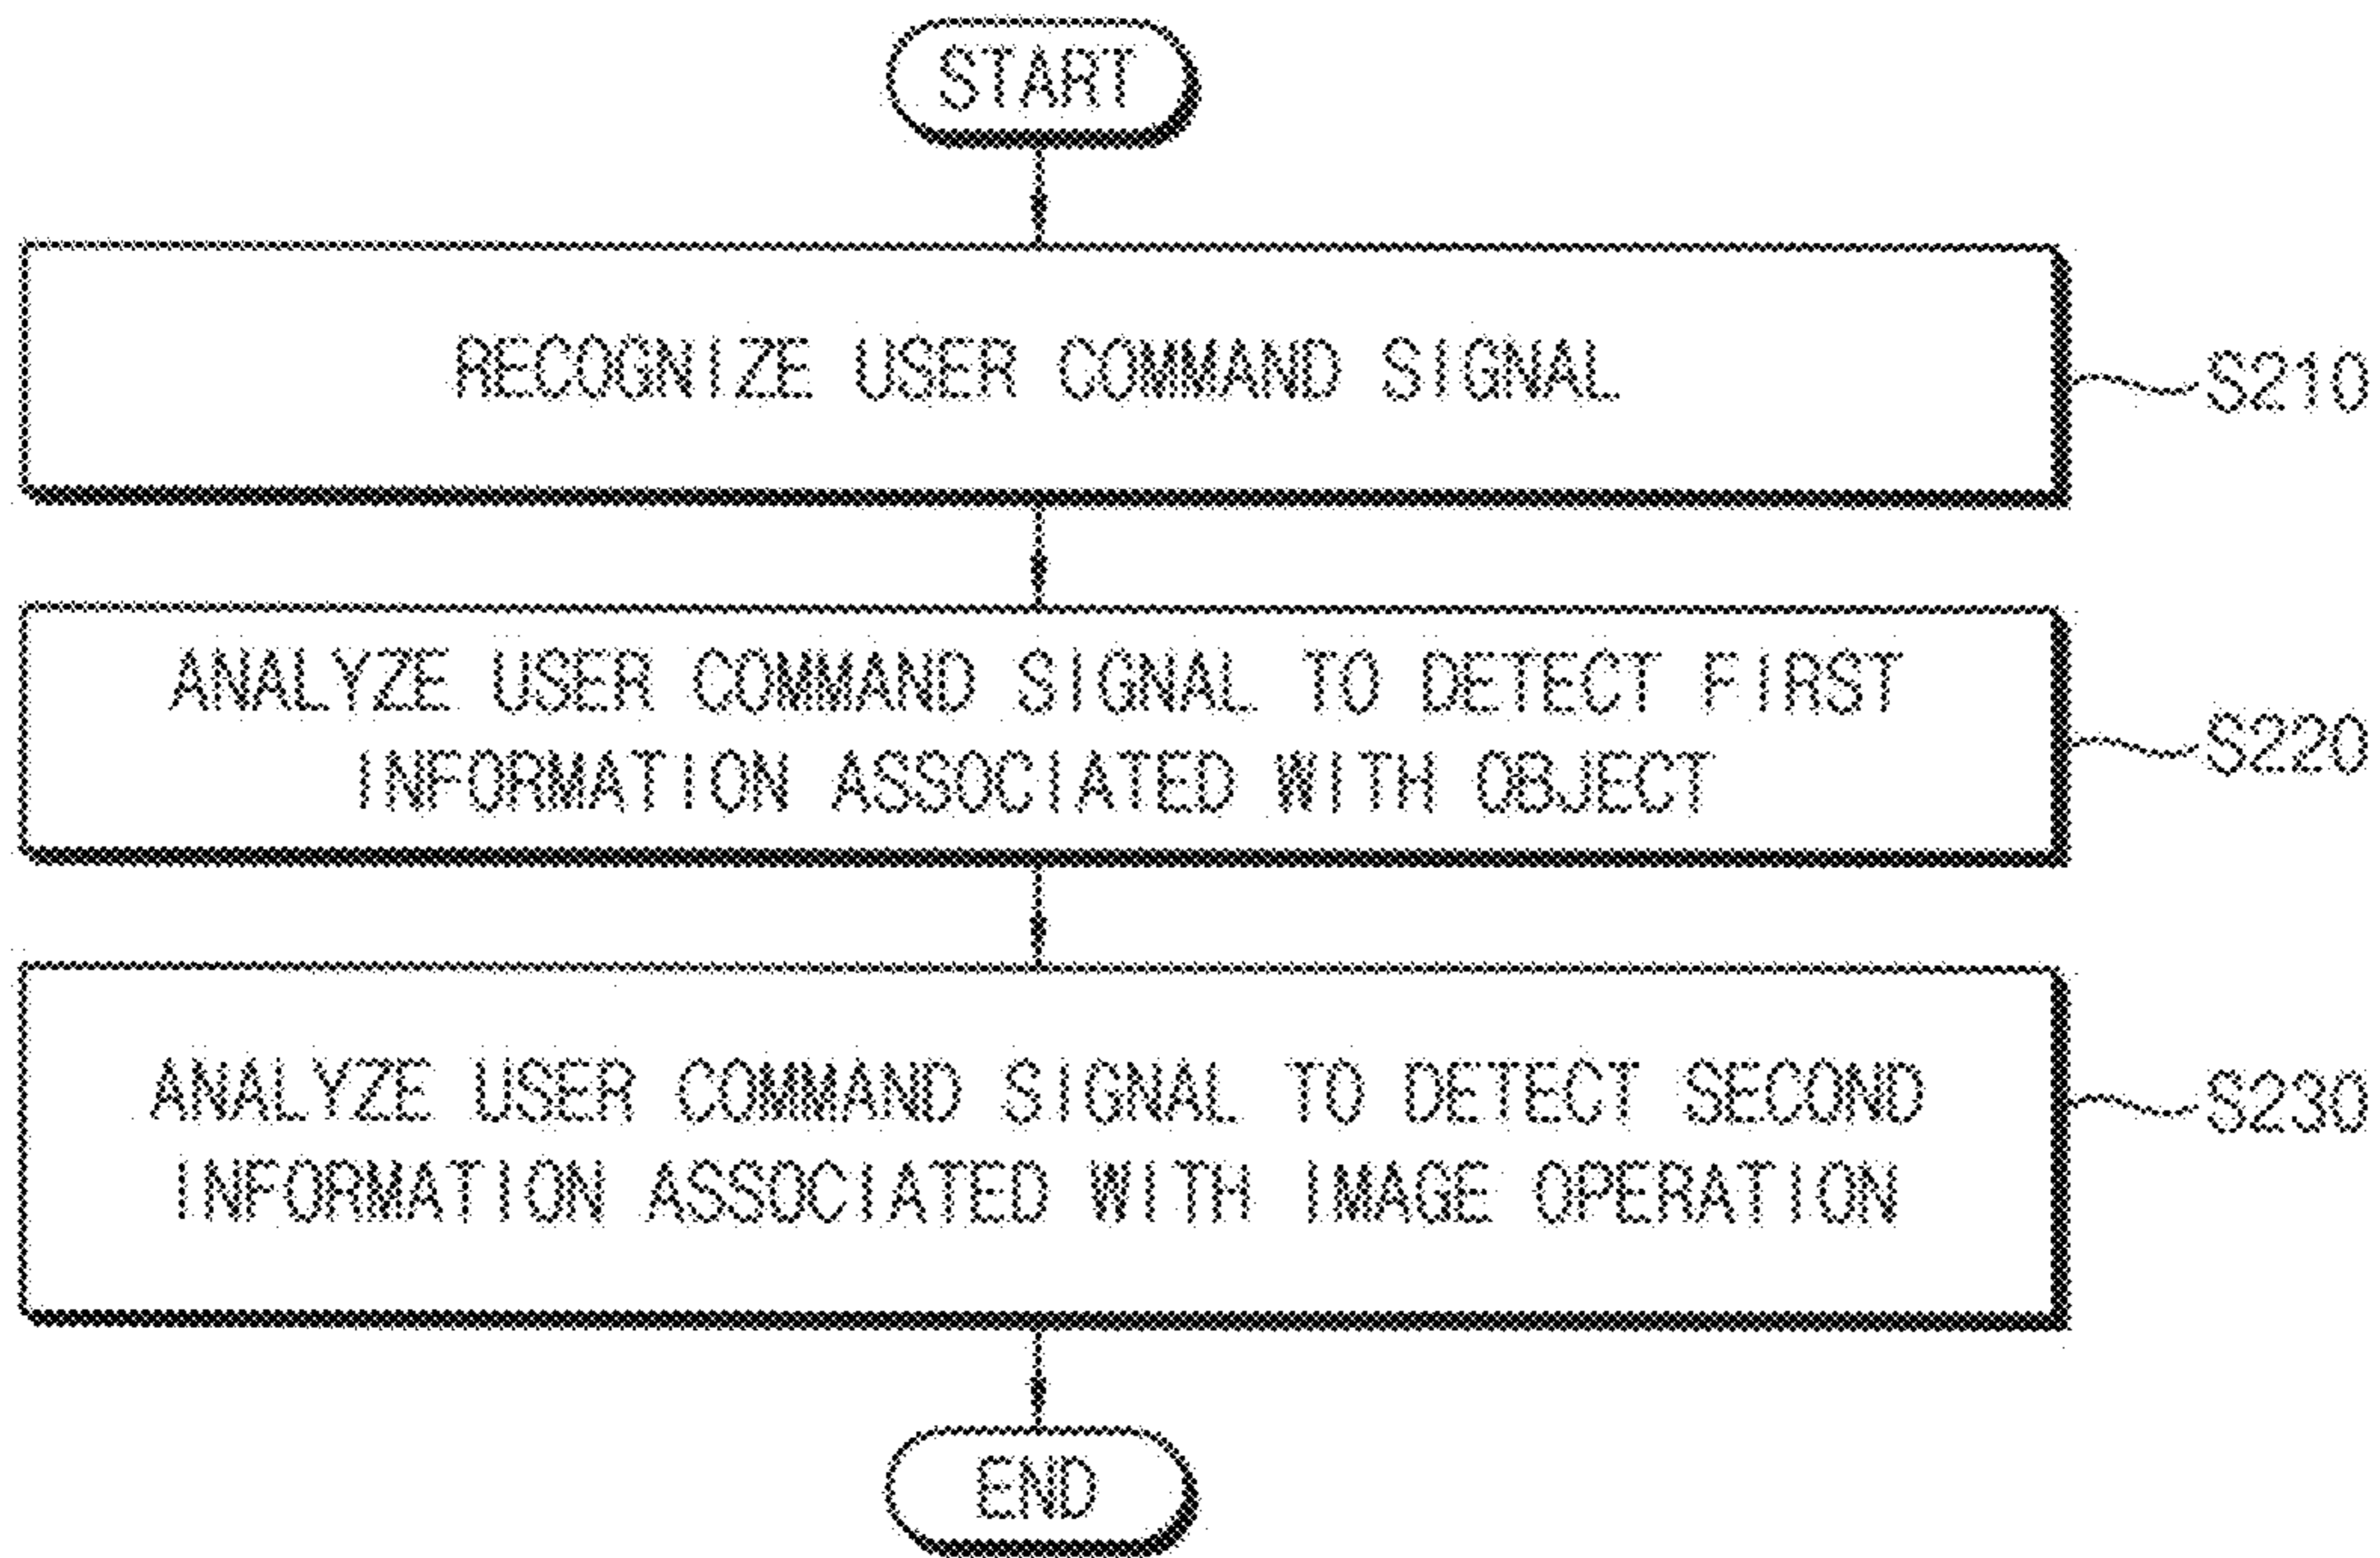 START
RECOGNIZE USER COMMAND SIGNAL
S210
ANALYZE USER COMMAND SIGNAL TO DETECT FIRST
INFORMATION ASSOCIATED WITH OBJECT
S220
ANALYZE USER COMMAND SIGNAL TO DETECT SECOND
INFORMATION ASSOCIATED WITH IMAGE OPERATION
S230
END